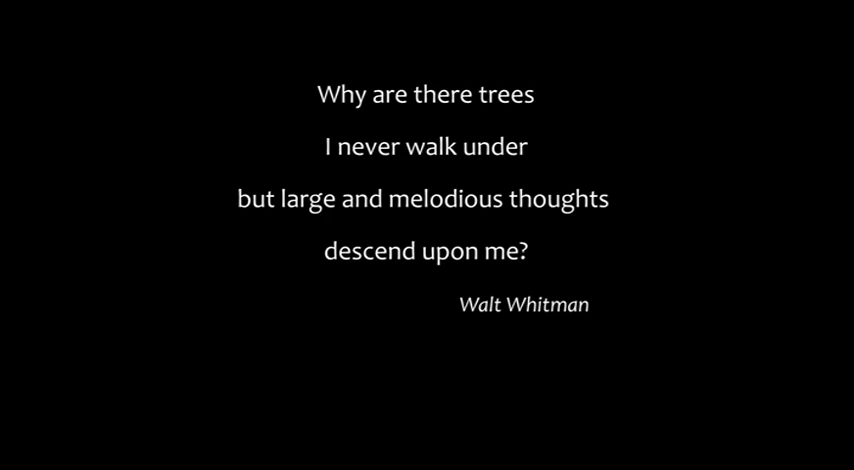 Why are there trees
I never walk under
but large and melodious thoughts
descend upon me?
Walt Whitman